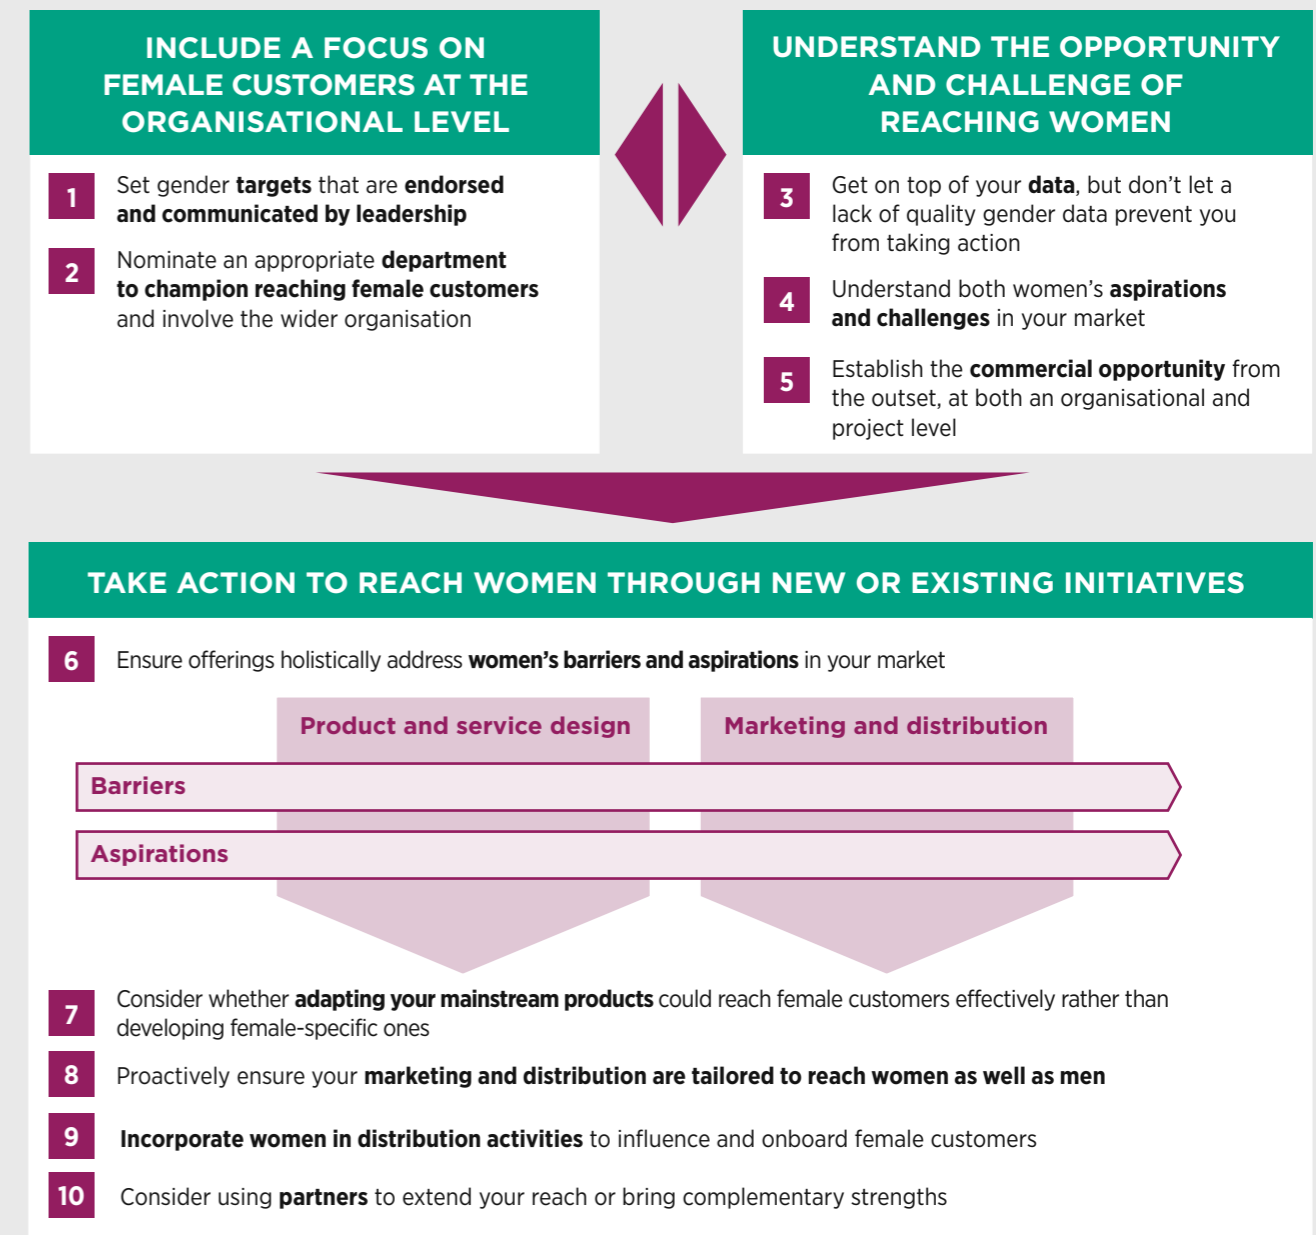 INCLUDE A FOCUS ON
FEMALE CUSTOMERS AT THE
ORGANISATIONAL LEVEL
1
Set gender targets that are endorsed
and communicated by leadership
2
Nominate an appropriate department
to champion reaching female customers
and involve the wider organisation
UNDERSTAND THE OPPORTUNITY
AND CHALLENGE OF
REACHING WOMEN
3
Get on top of your data, but don’t let a
lack of quality gender data prevent you
from taking action
4
Understand both women’s aspirations
and challenges in your market
5
Establish the commercial opportunity from
the outset, at both an organisational and
project level
TAKE ACTION TO REACH WOMEN THROUGH NEW OR EXISTING INITIATIVES
6
Ensure offerings holistically address women’s barriers and aspirations in your market
Product and service design
Marketing and distribution
Barriers
Aspirations
7
Consider whether adapting your mainstream products could reach female customers effectively rather than
developing female-specific ones
8
Proactively ensure your marketing and distribution are tailored to reach women as well as men
9
Incorporate women in distribution activities to influence and onboard female customers
10
Consider using partners to extend your reach or bring complementary strengths